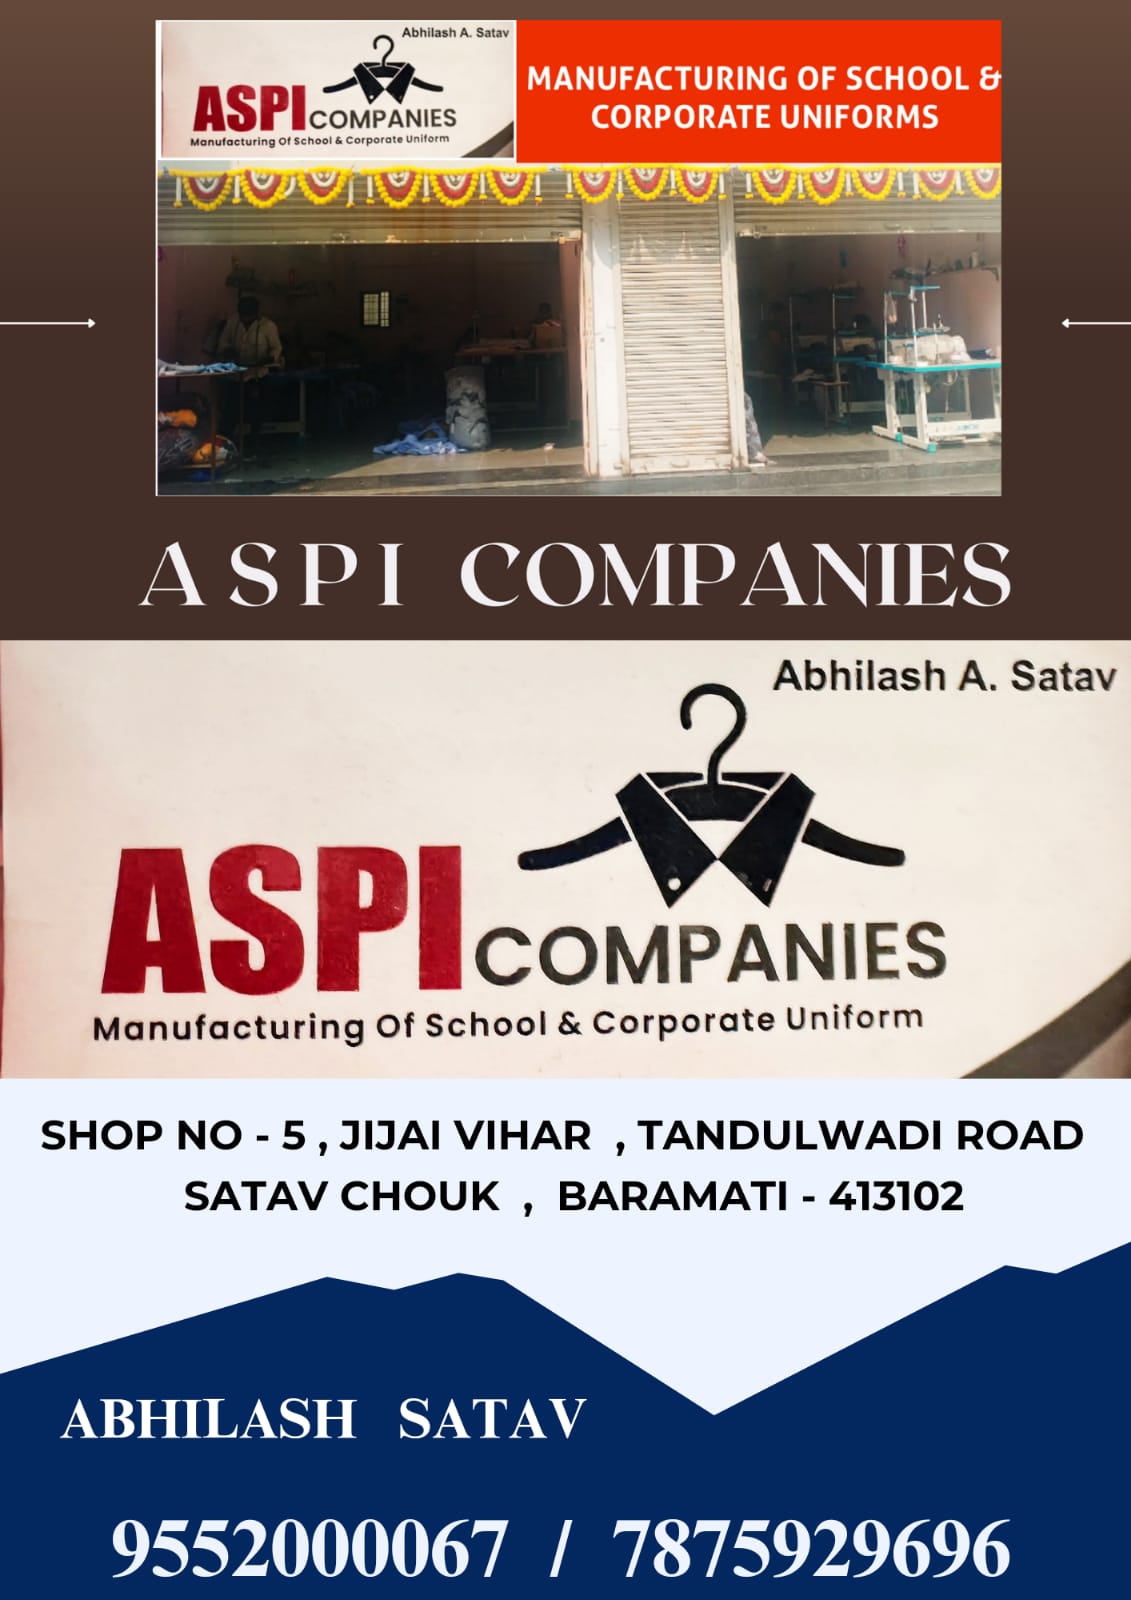 Abhilash A. Satav
ASPI COMPANIES
Manufacturing Of School & Corporate Uniform
MANUFACTURING OF SCHOOL &
CORPORATE UNIFORMS
ASPI COMPANIES
Abhilash A. Satav
ASPI COMPANIES
Manufacturing Of School & Corporate Uniform
SHOP NO - 5 , JIJAI VIHAR , TANDULWADI ROAD
SATAV CHOUK , BARAMATI - 413102
ABHILASH SATAV
9552000067 / 7875929696